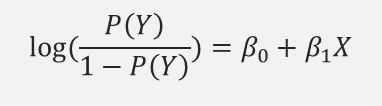 log(P(Y)/(1 − P(Y))) = β₀ + β₁X